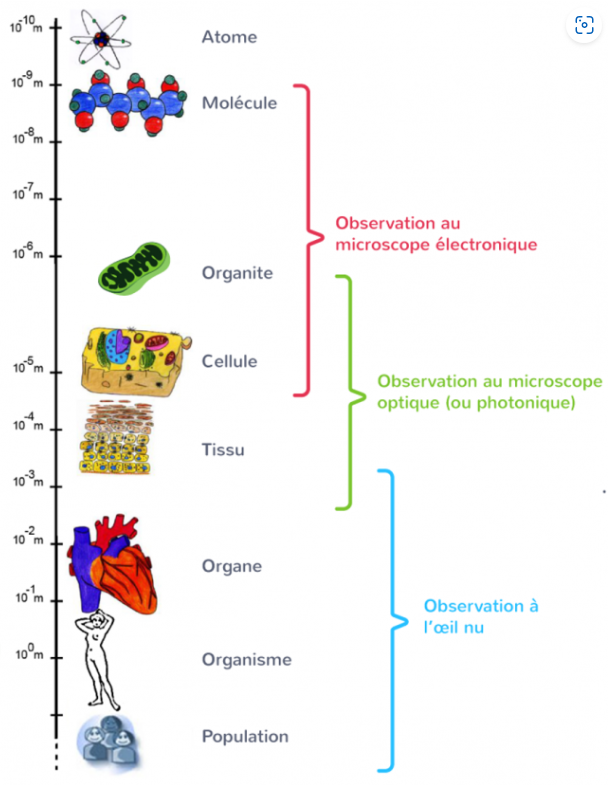 10⁻¹⁰m
Atome
10⁻⁹m
Molécule
10⁻⁸m
10⁻⁷m
Observation au
microscope électronique
10⁻⁶m
Organite
10⁻⁵m
Cellule
Observation au microscope
optique (ou photonique)
10⁻⁴m
Tissu
10⁻³m
10⁻²m
Organe
10⁻¹m
Observation à
l'œil nu
10⁰m
Organisme
Population